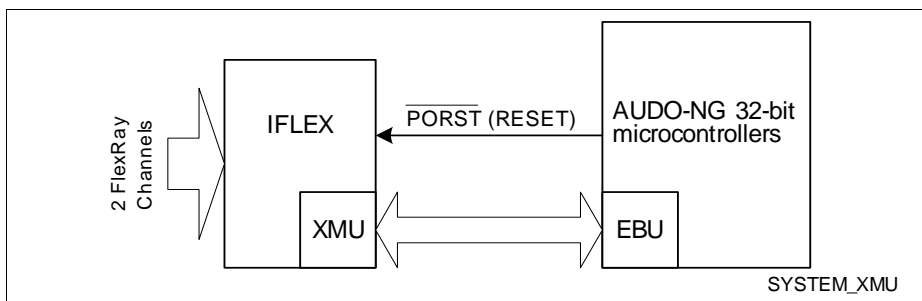 2 FlexRay
Channels
IFLEX
XMU
PORST (RESET)
AUDO-NG 32-bit
microcontrollers
EBU
SYSTEM_XMU